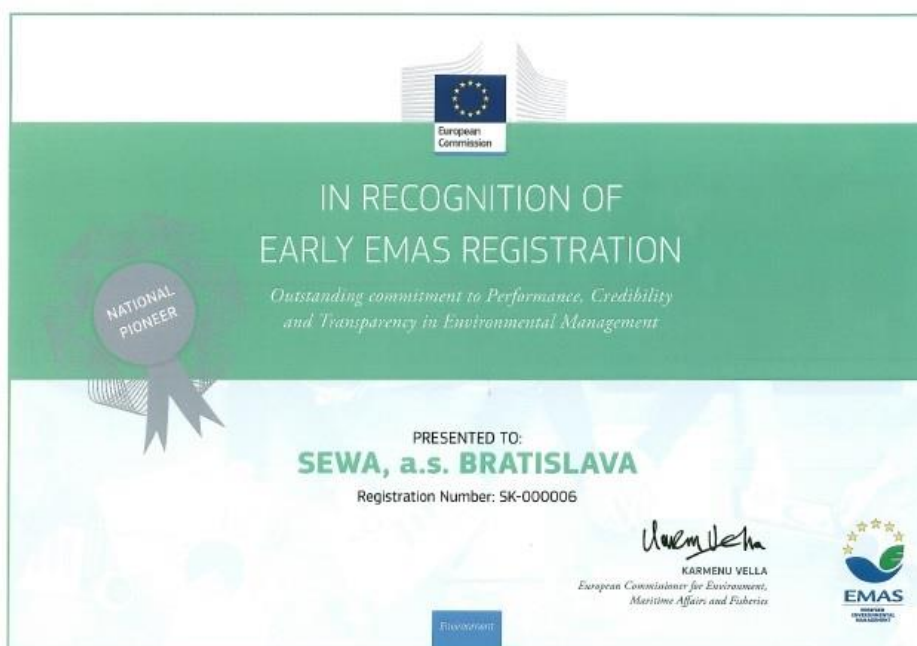 European
Commission
IN RECOGNITION OF
EARLY EMAS REGISTRATION
Outstanding commitment to Performance, Credibility
and Transparency in Environmental Management
NATIONAL
PIONEER
PRESENTED TO:
SEWA, a.s. BRATISLAVA
Registration Number: SK-000006
KARMENU VELLA
European Commissioner for Environment,
Maritime Affairs and Fisheries
EMAS
ENVIRONMENTAL
MANAGEMENT
Environment